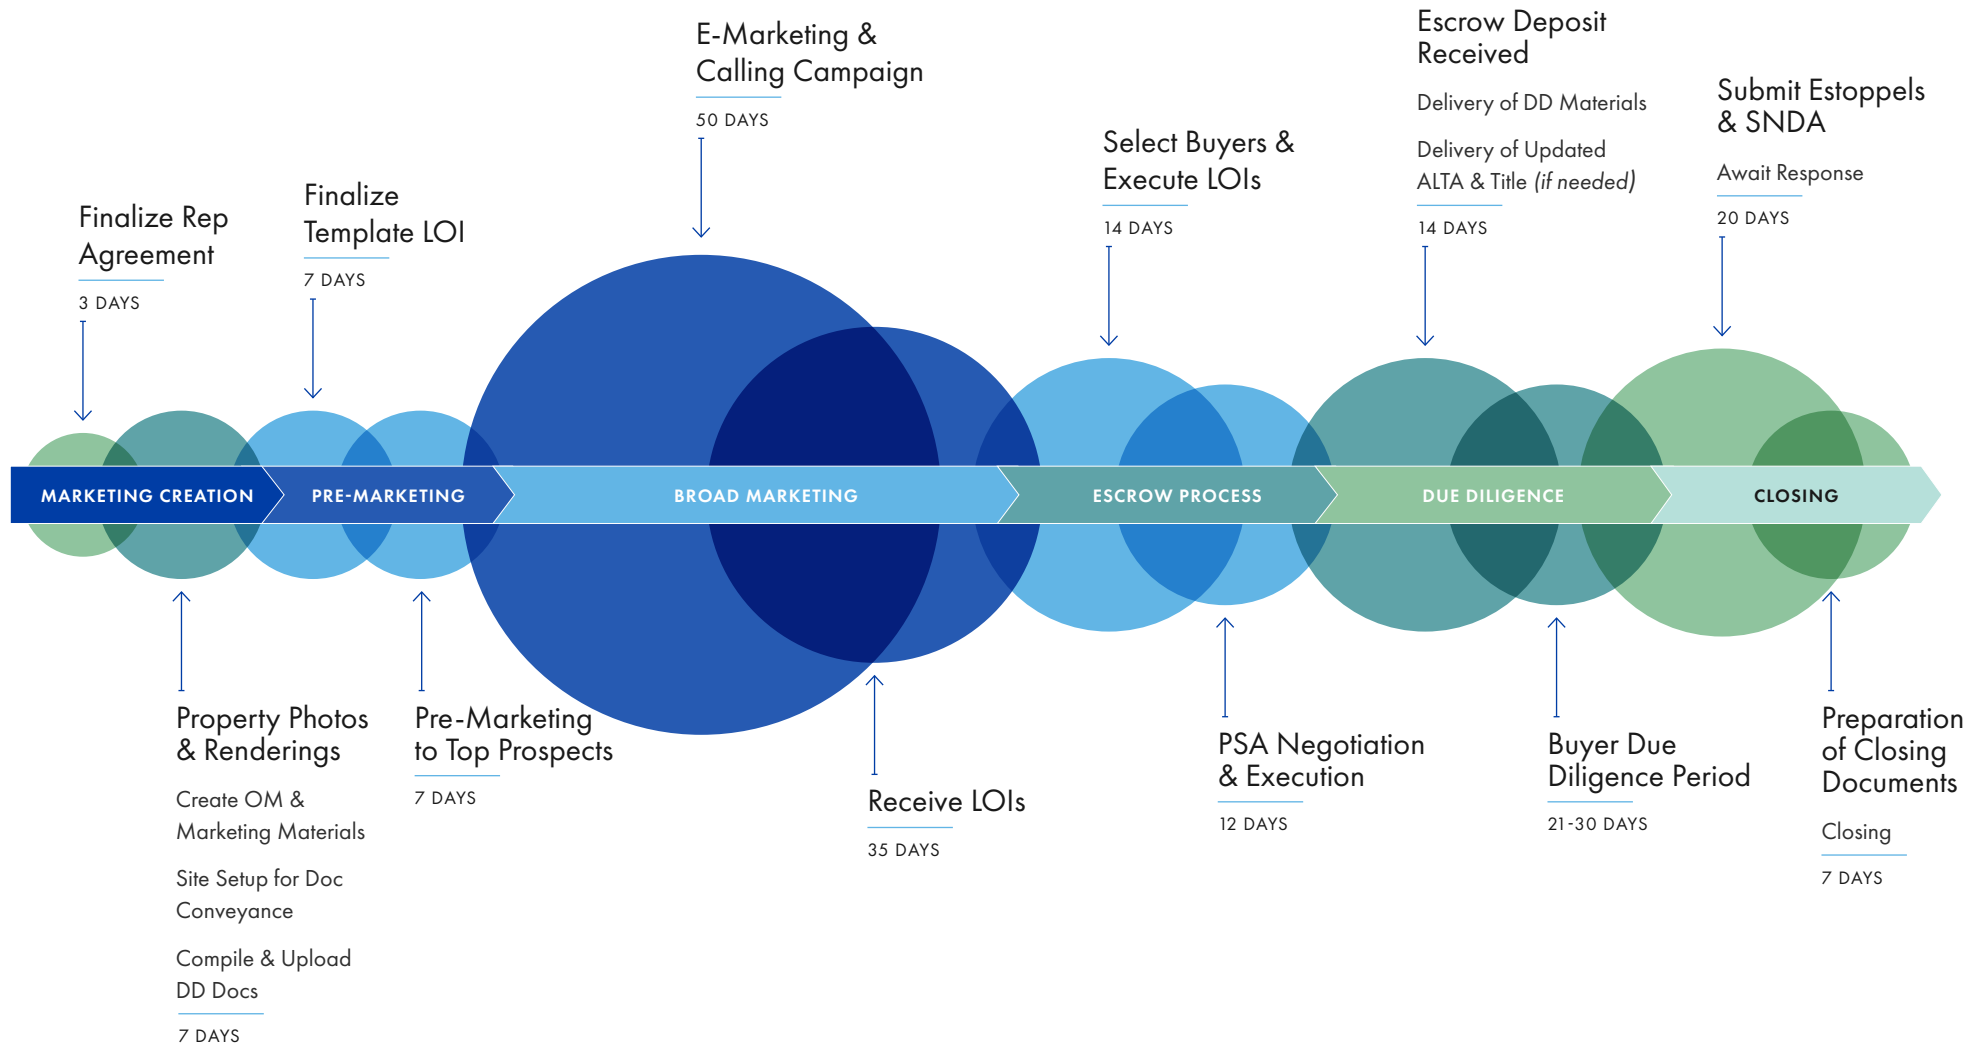 Finalize Rep
Agreement
3 DAYS
Finalize
Template LOI
7 DAYS
E-Marketing &
Calling Campaign
50 DAYS
Select Buyers &
Execute LOIs
14 DAYS
Escrow Deposit
Received
Delivery of DD Materials
Delivery of Updated
ALTA & Title (if needed)
14 DAYS
Submit Estoppels
& SNDA
Await Response
20 DAYS
MARKETING CREATION
PRE-MARKETING
BROAD MARKETING
ESCROW PROCESS
DUE DILIGENCE
CLOSING
Property Photos
& Renderings
Create OM &
Marketing Materials
Site Setup for Doc
Conveyance
Compile & Upload
DD Docs
7 DAYS
Pre-Marketing
to Top Prospects
7 DAYS
Receive LOIs
35 DAYS
PSA Negotiation
& Execution
12 DAYS
Buyer Due
Diligence Period
21-30 DAYS
Preparation
of Closing
Documents
Closing
7 DAYS